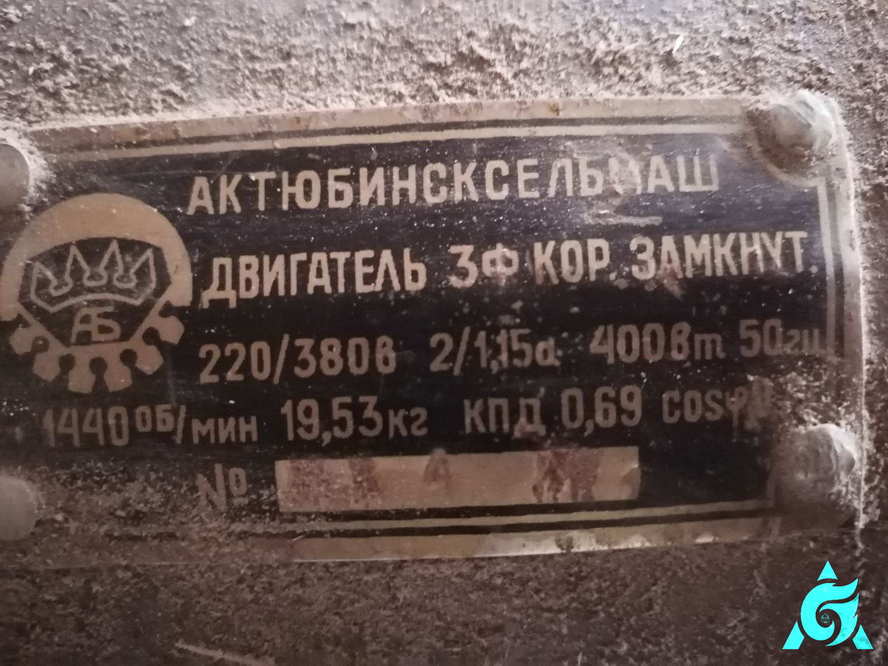 АКТЮБИНСКСЕЛЬМАШ
ДВИГАТЕЛЬ 3Ф КОР. ЗАМКНУТ.
АБ
220/380в 2/1,15а 400вт 50гц
1440об/мин 19,53кг КПД 0,69 cosφ
№